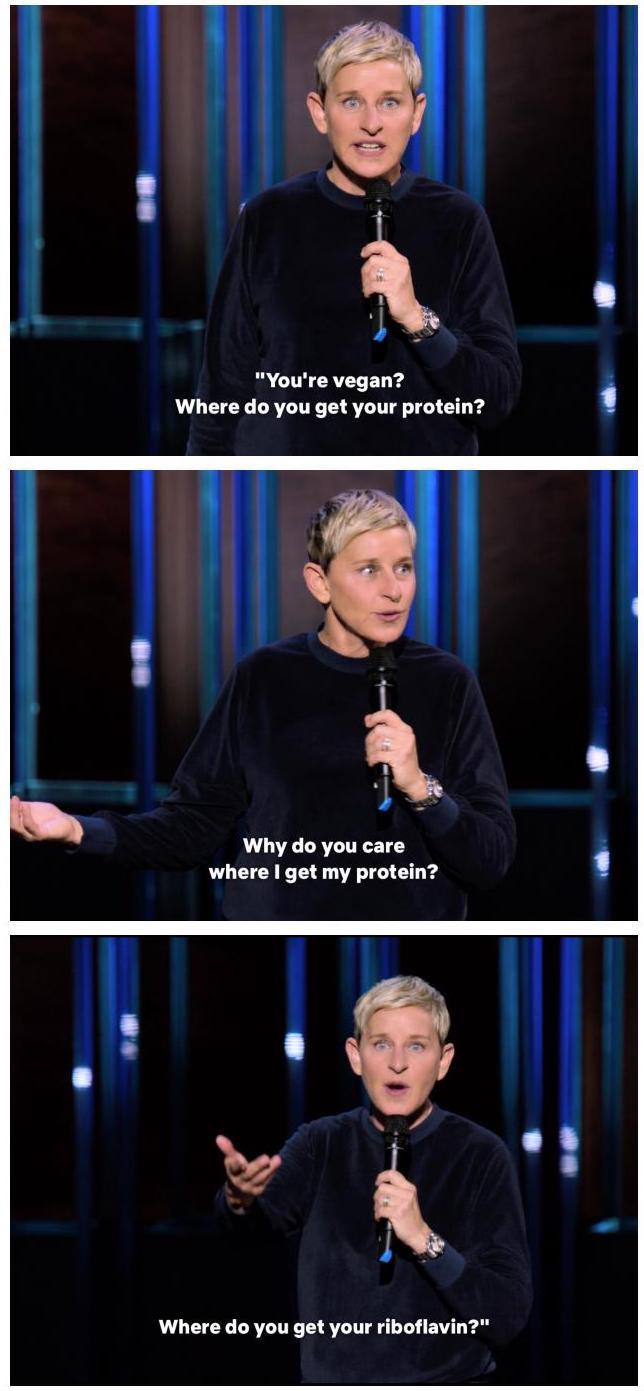 "You're vegan?
Where do you get your protein?
Why do you care
where I get my protein?
Where do you get your riboflavin?"